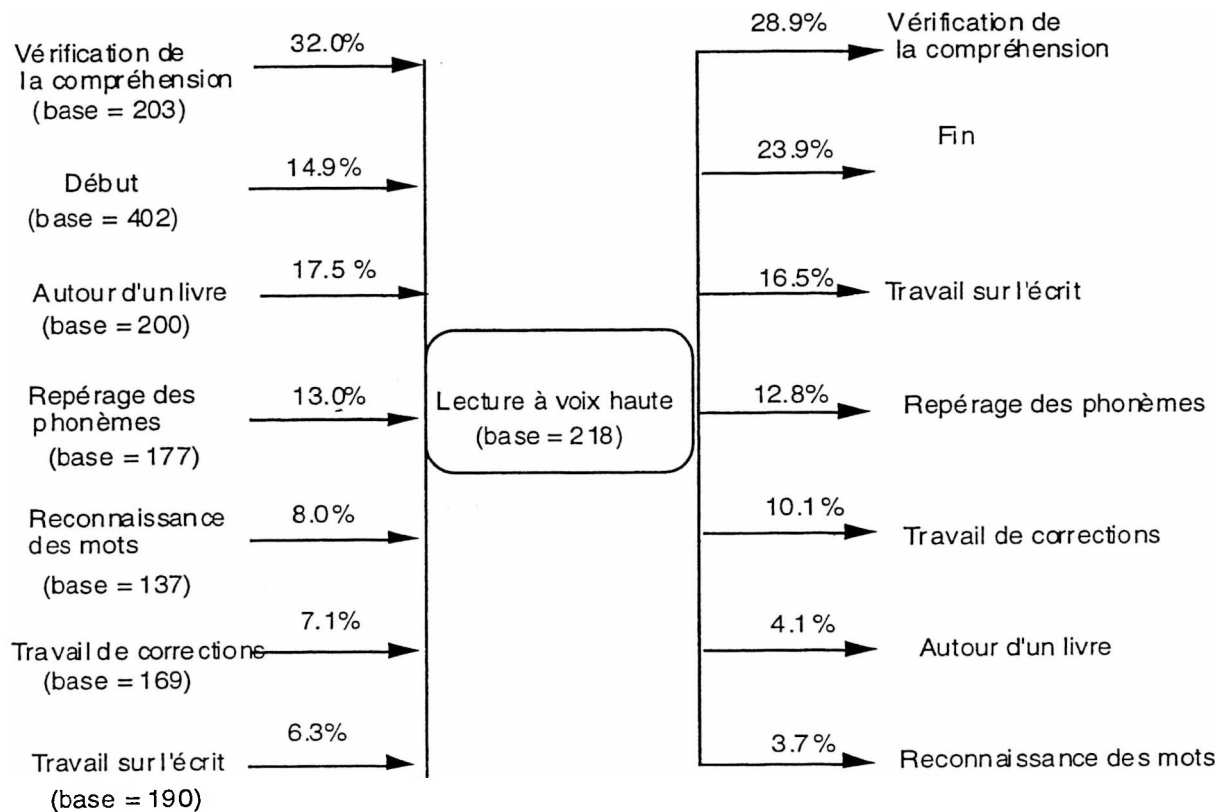 32.0%
Vérification de
la compréhension
(base = 203)
14.9%
Début
(base = 402)
17.5 %
Autour d'un livre
(base = 200)
Repérage des
phonèmes
13.0%
(base = 177)
Reconnaissance
des mots
8.0%
(base = 137)
7.1%
Travail de corrections
(base = 169)
6.3%
Travail sur l'écrit
(base = 190)
Lecture à voix haute
(base = 218)
28.9%
Vérification de
la compréhension
Fin
23.9%
16.5%
Travail sur l'écrit
12.8%
Repérage des phonèmes
10.1%
Travail de corrections
4.1%
Autour d'un livre
3.7%
Reconnaissance des mots